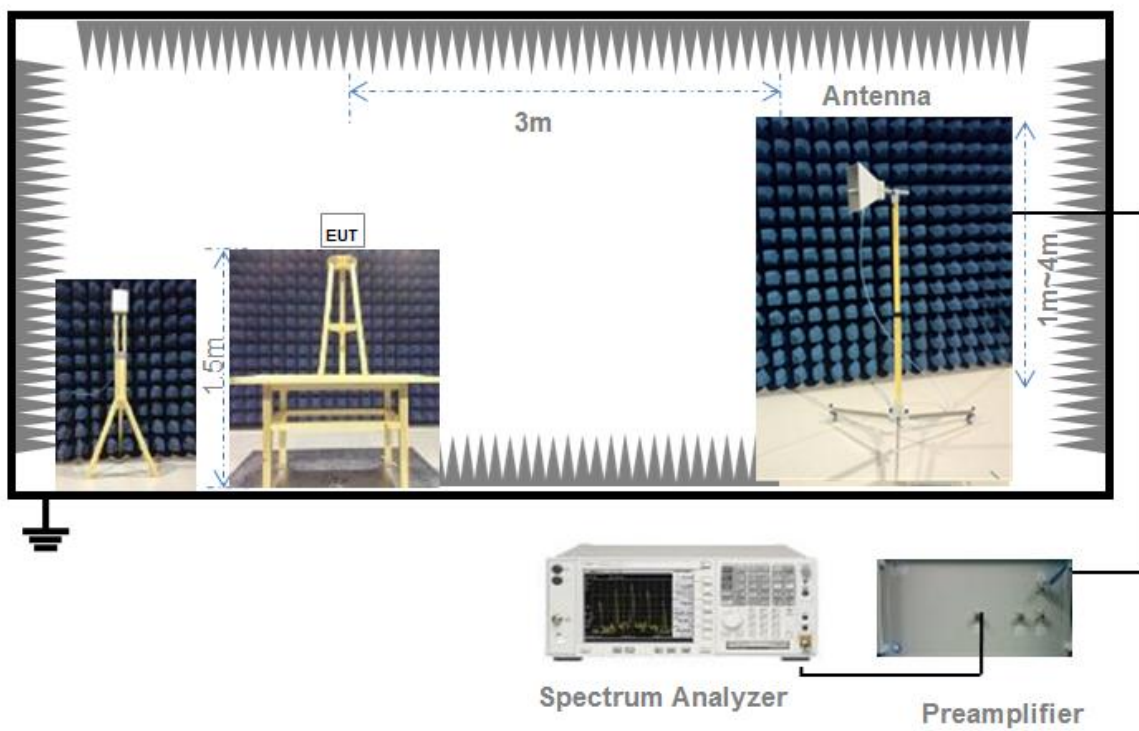 Antenna
3m
EUT
1.5m
1m~4m
Spectrum Analyzer
Preamplifier